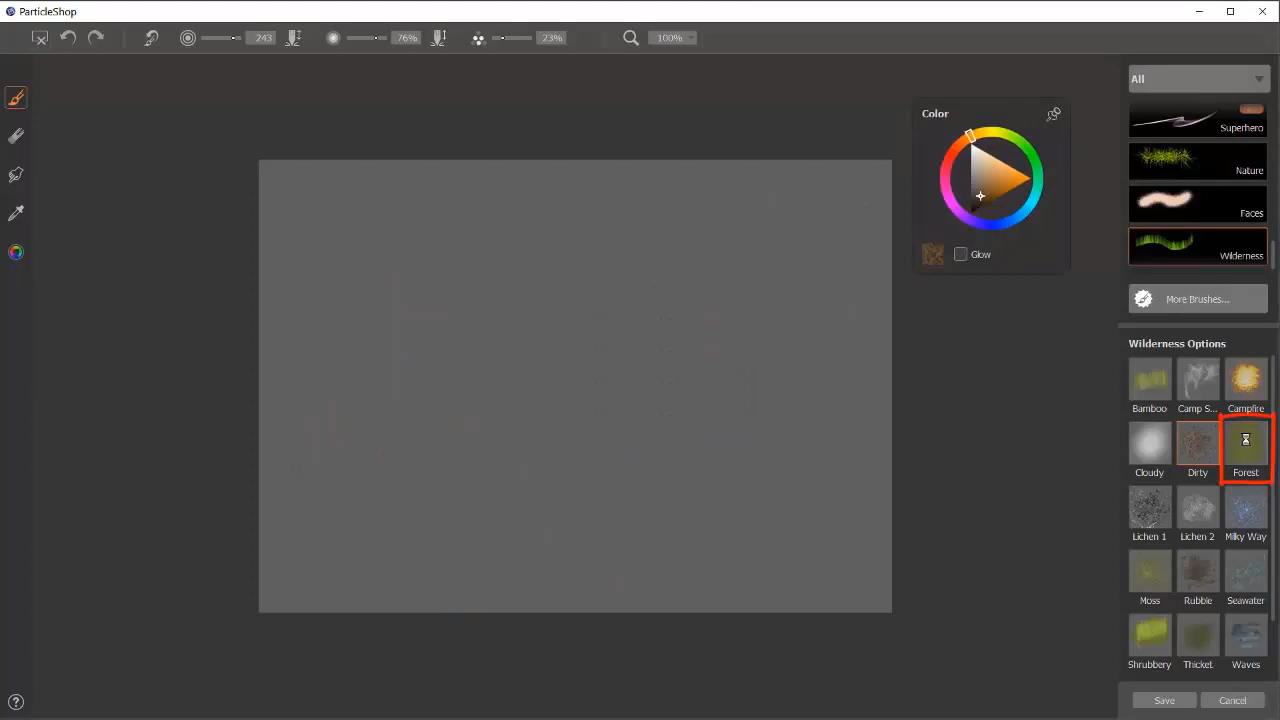 ParticleShop
243
76%
23%
100%
Color
Glow
All
Superhero
Nature
Faces
Wilderness
More Brushes...
Wilderness Options
Bamboo Camp S... Campfire
Cloudy Dirty Forest
Lichen 1 Lichen 2 Milky Way
Moss Rubble Seawater
Shrubbery Thicket Waves
Save Cancel